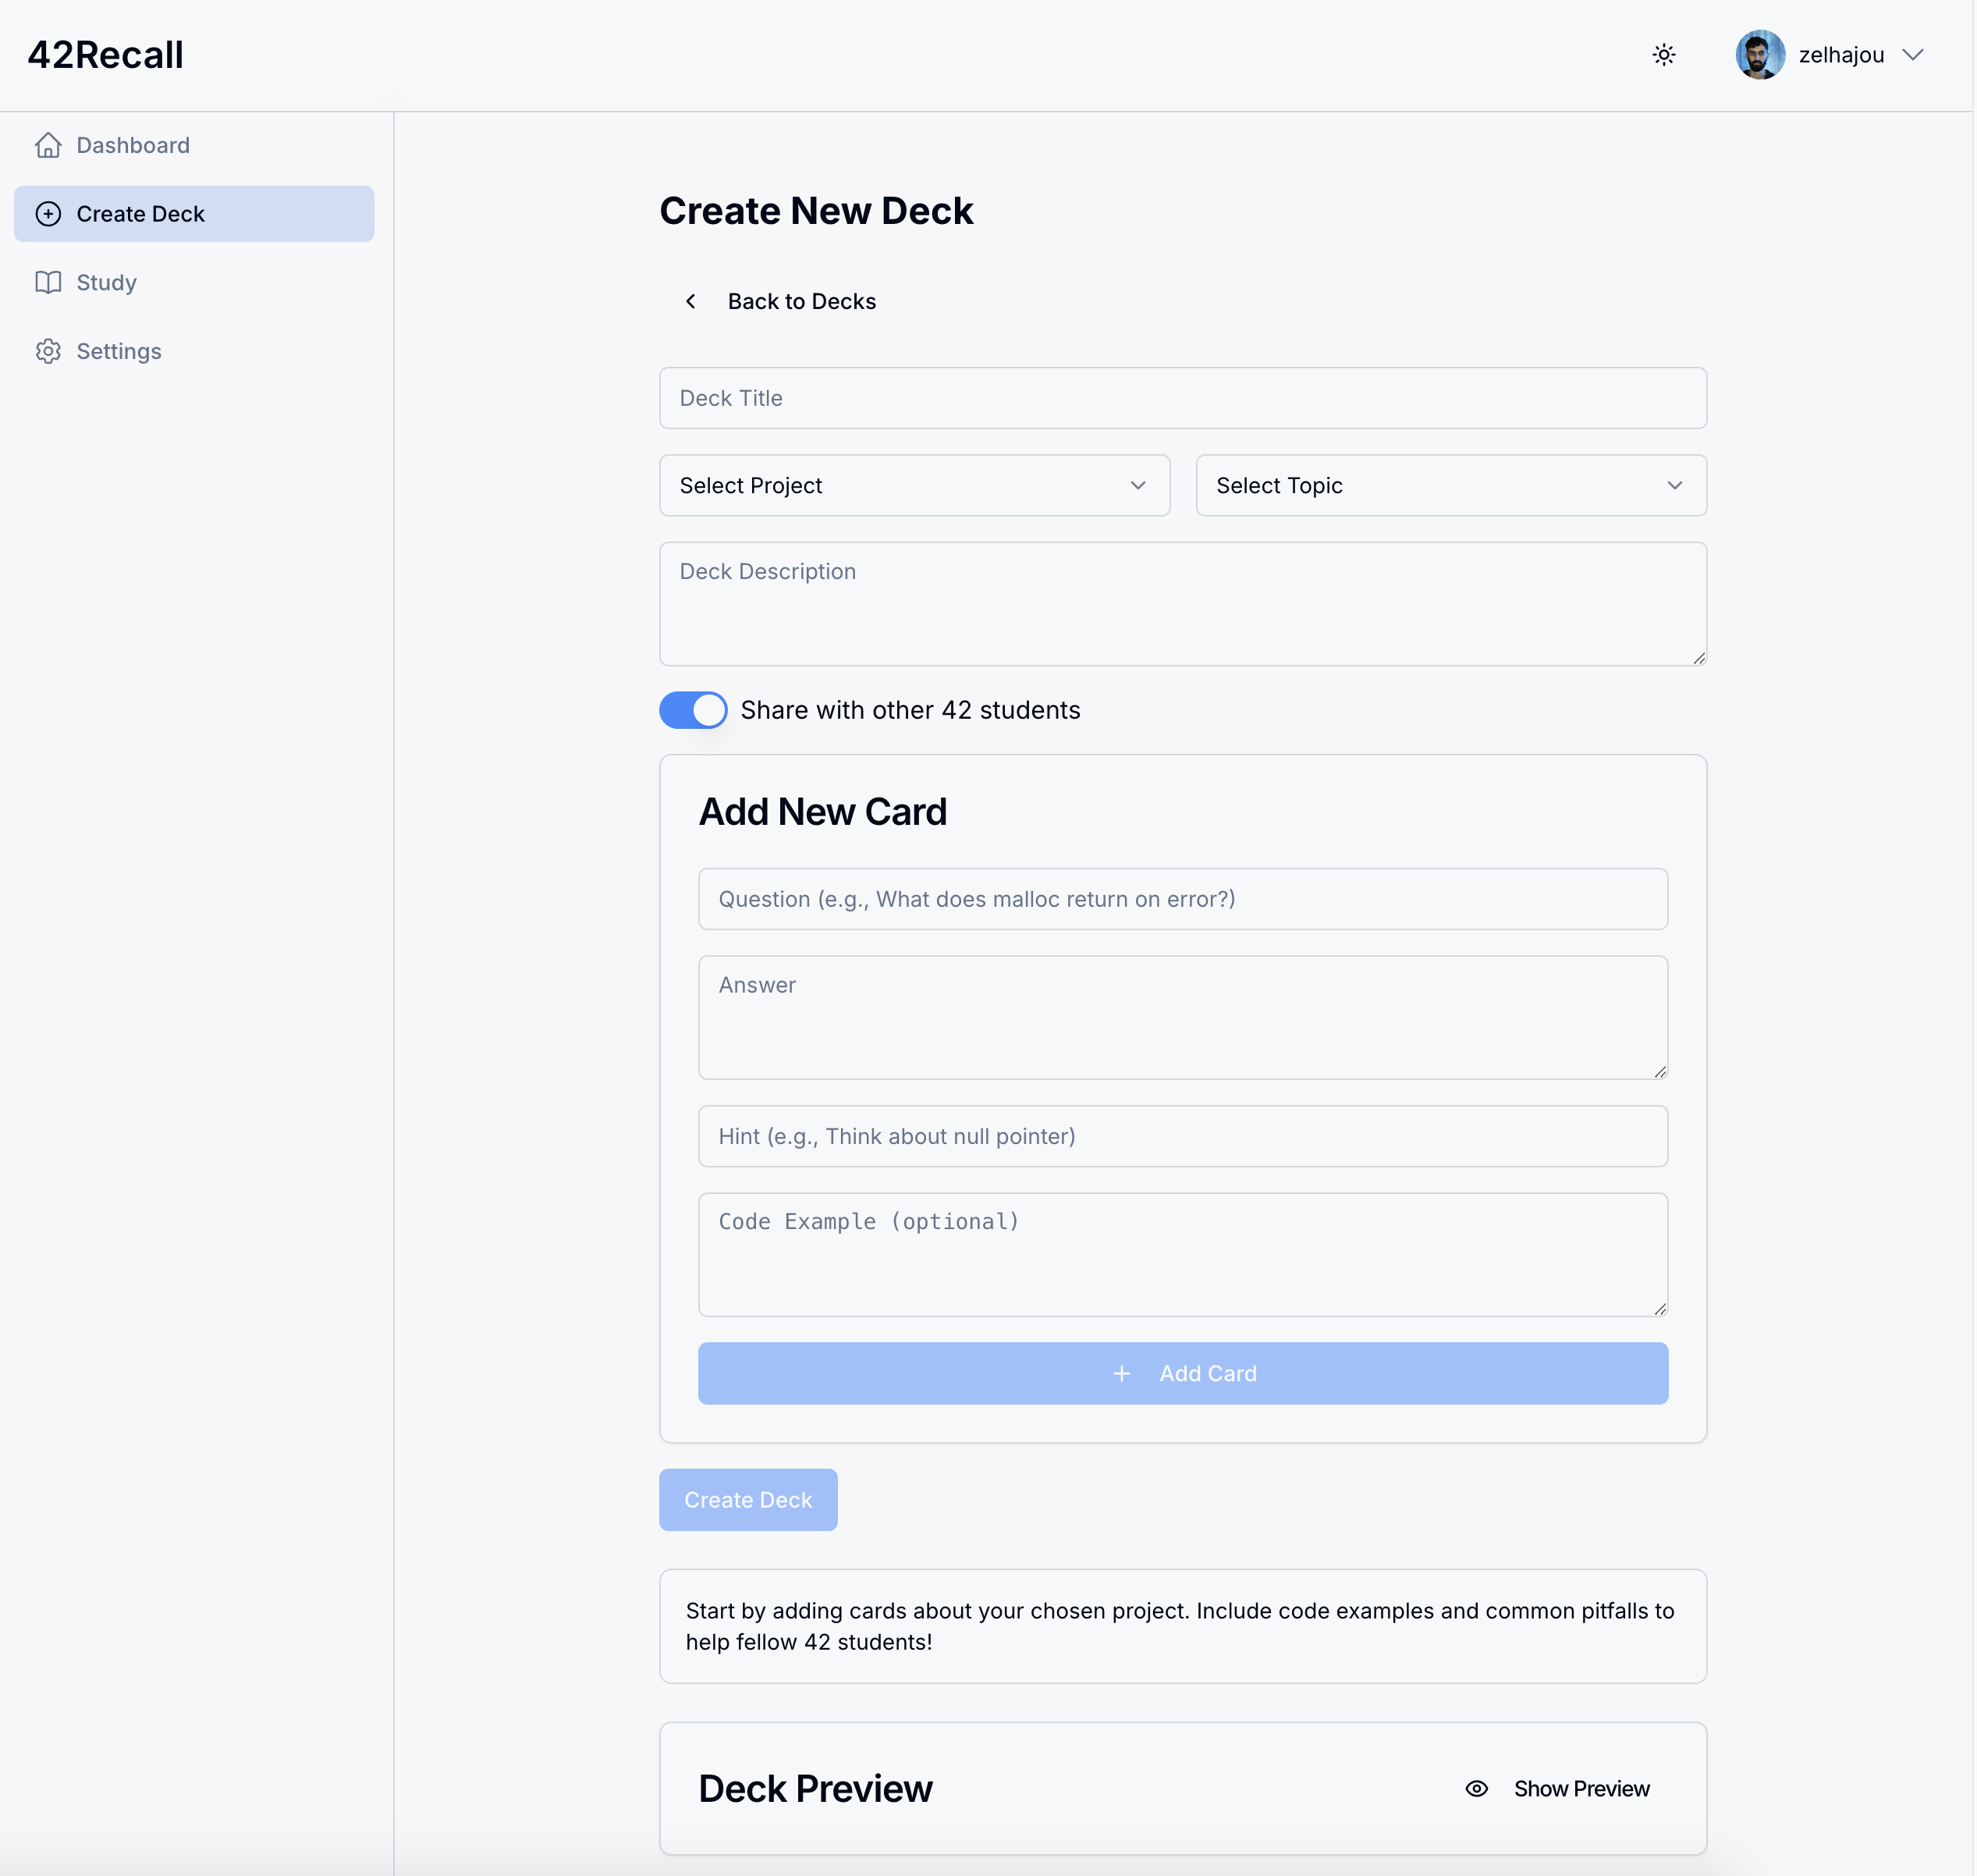 42Recall
zelhajou
Dashboard
Create Deck
Study
Settings
Create New Deck
Back to Decks
Deck Title
Select Project
Select Topic
Deck Description
Share with other 42 students
Add New Card
Question (e.g., What does malloc return on error?)
Answer
Hint (e.g., Think about null pointer)
Code Example (optional)
Add Card
Create Deck
Start by adding cards about your chosen project. Include code examples and common pitfalls to
help fellow 42 students!
Deck Preview
Show Preview